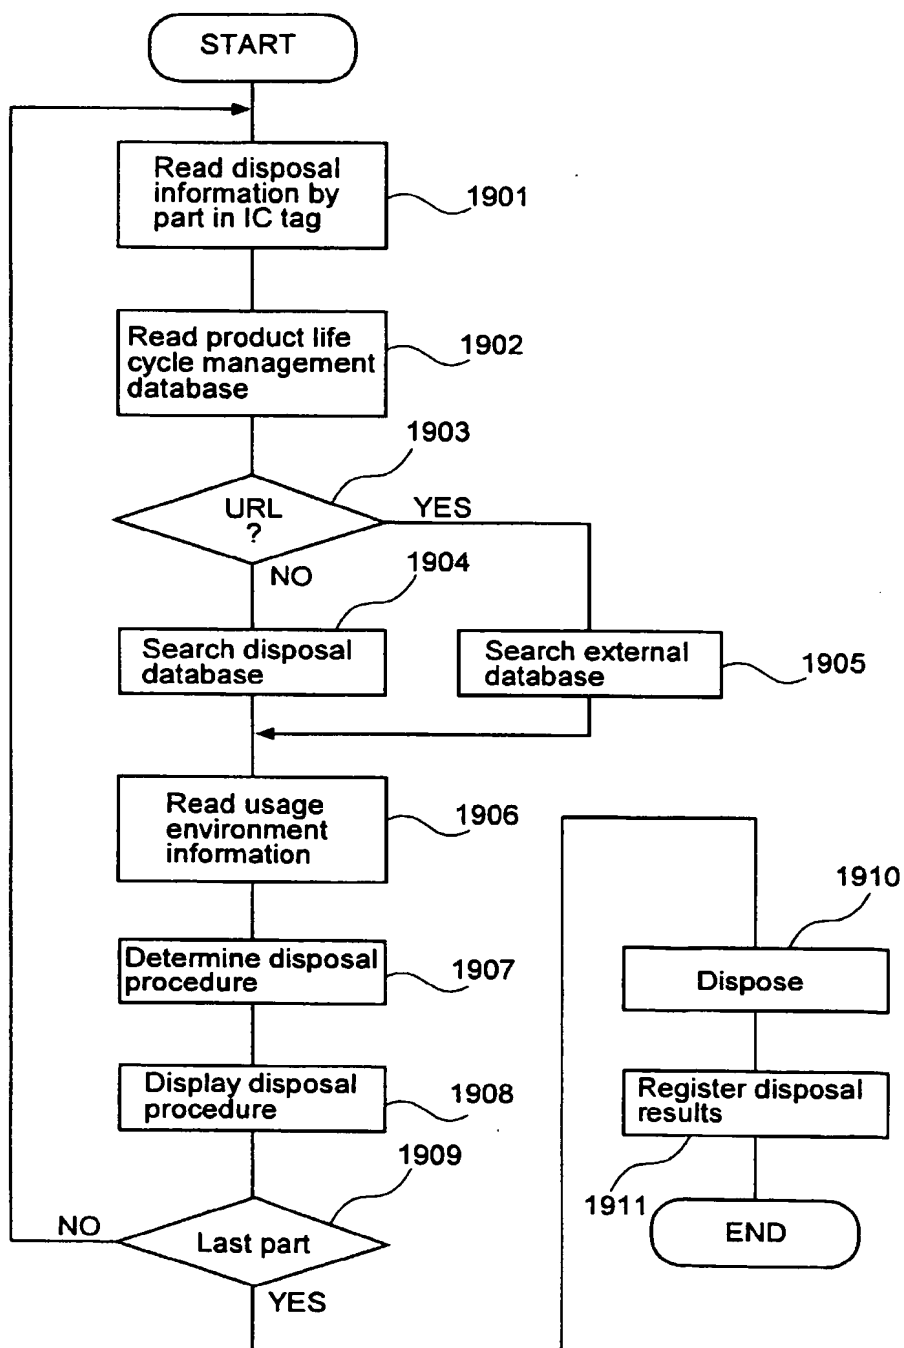 START
Read disposal
information by
part in IC tag
1901
Read product life
cycle management
database
1902
1903
URL
?
YES
NO
1904
Search disposal
database
Search external
database
1905
Read usage
environment
information
1906
Determine disposal
procedure
1907
Display disposal
procedure
1908
1909
Last part
NO
YES
1910
Dispose
Register disposal
results
1911
END